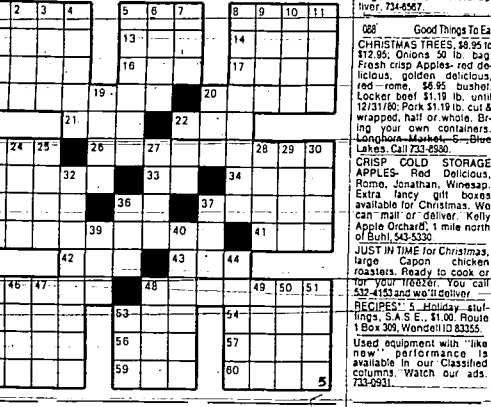 2 3 4 5 6 7 8 9 10 11
13 14
16 17
19 20
21 22
24 25 26 27 28 29 30
32 33 34
36 37
39 40 41
42 43 44
46 47 48 49 50 51
53 54
56 57
59 60
5
liver, 734-6567.
088 Good Things To Ea
CHRISTMAS TREES, $8.95 to
$12.95; Onions 50 lb. bag.
Fresh crisp Apples- red de-
licious, golden delicious,
red rome, $6.95 bushel.
Locker beef $1.19 lb. until
12/31/80; Pork $1.19 lb. cut &
wrapped, half or whole. Br-
ing your own containers.
Longhorn Market, S. Blue
Lakes. Call 733-8980.
CRISP COLD STORAGE
APPLES- Red Delicious,
Rome, Jonathan, Winesap.
Extra fancy gift boxes
available for Christmas. We
can mail or deliver. Kelly
Apple Orchard, 1 mile north
of Buhl, 543-5330
JUST IN TIME for Christmas,
large Capon chicken
roasters. Ready to cook or
for your freezer. You call
532-4153 and we'll deliver
RECIPES" 5 Holiday stuf-
fings, S.A.S.E., $1.00. Route
1 Box 309, Wendell ID 83355.
Used equipment with "like
new" performance is
available in our Classified
columns. Watch our ads.
733-0931.